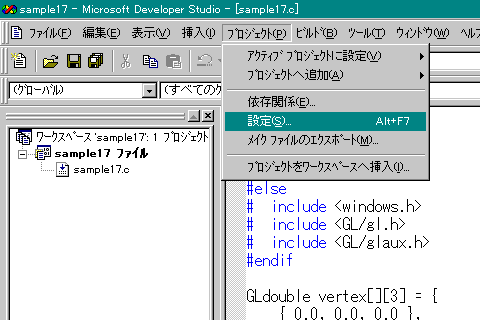 sample17 - Microsoft Developer Studio - [sample17.c]
ファイル(F) 編集(E) 表示(V) 挿入(I) プロジェクト(P) ビルド(B) ツール(T) ウィンドウ(W) ヘル
アクティブ プロジェクトに設定(V)
プロジェクトへ追加(A)
依存関係(E)...
設定(S)... Alt+F7
メイク ファイルのエクスポート(M)...
プロジェクトをワークスペースへ挿入(I)...
(グローバル) (すべてのク
ワークスペース 'sample17': 1 プロジェクト
sample17 ファイル
sample17.c
#else
# include <windows.h>
# include <GL/gl.h>
# include <GL/glaux.h>
#endif
GLdouble vertex[][3] = {
{ 0.0, 0.0, 0.0 },